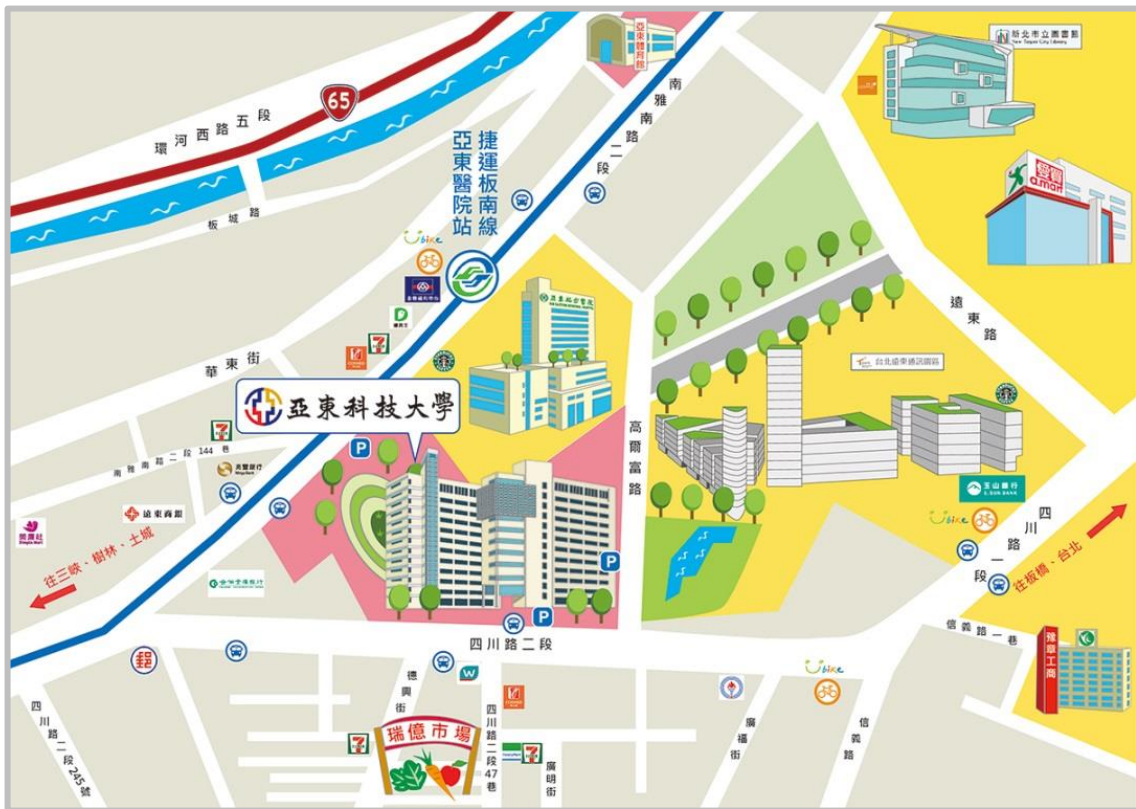 新北市立圖書館
New Taipei City Library
亞東體育館
65
環河西路五段
南雅南路二段
愛買
a.mart
捷運板南線
亞東醫院站
板城路
Ubike
亞東紀念醫院
遠東路
華東街
台北遠東通訊園區
亞東科技大學
P
高爾富路
南雅南路二段144巷
玉山銀行
E.SUN BANK
Ubike
四川路一段
遠東商銀
往三峽、樹林、土城
往板橋、台北
P
P
信義路一巷
四川路二段
豫章工商
郵
Ubike
德興街
W
四川路二段245號
瑞億市場
四川路二段47巷
廣明街
廣福街
信義路